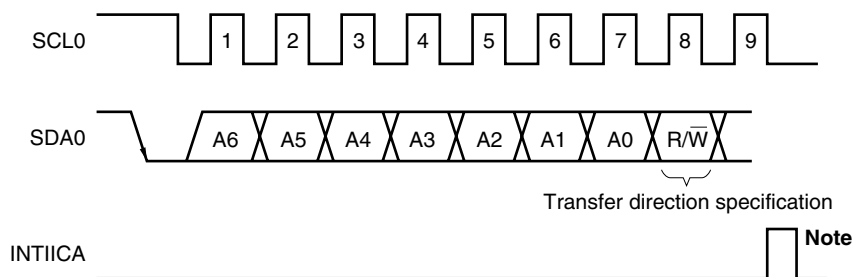 SCL0 1 2 3 4 5 6 7 8 9
SDA0 A6 A5 A4 A3 A2 A1 A0 R/W̅
Transfer direction specification
INTIICA Note